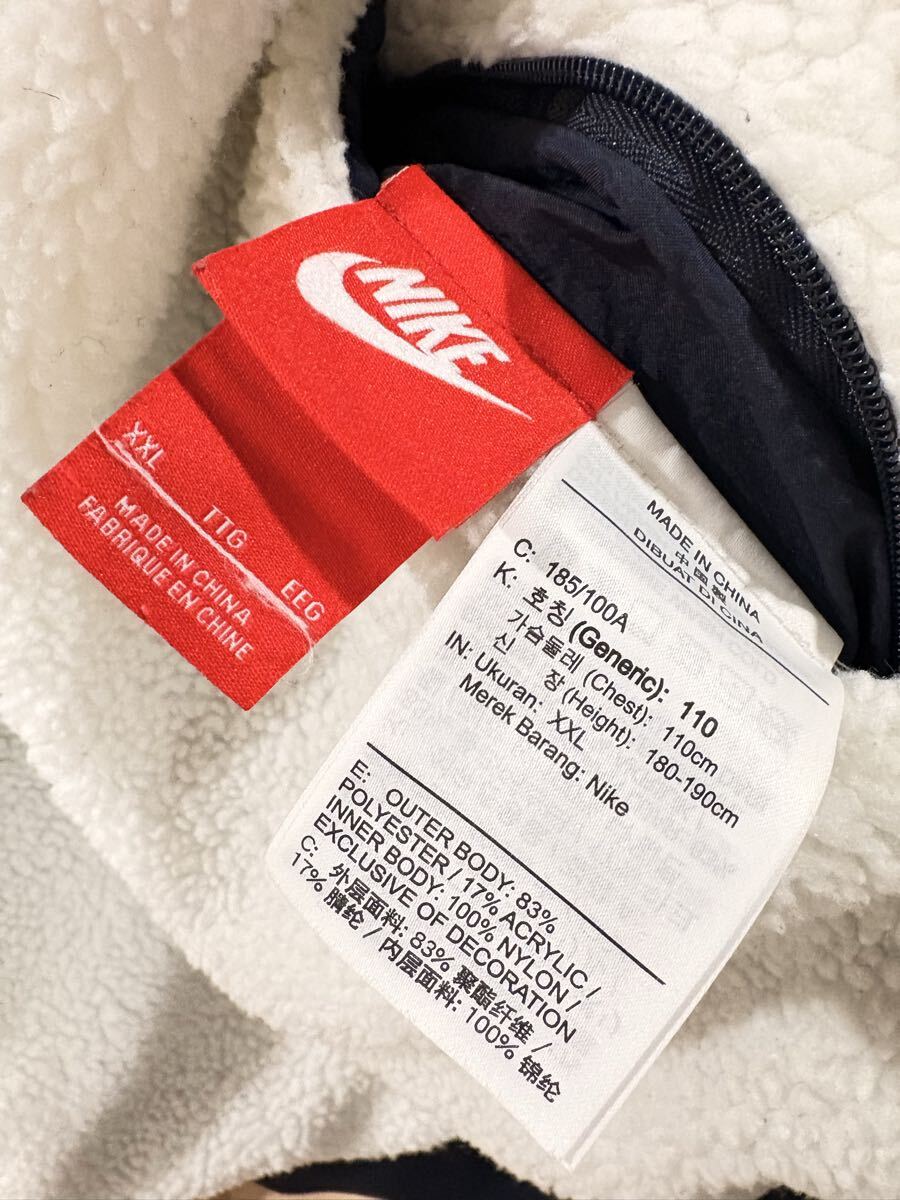 NIKE
XXL TTG EEG
MADE IN CHINA
FABRIQUE EN CHINE
MADE IN CHINA
中國製
DIBUAT DI CINA
C: 185/100A
K: 호칭 (Generic): 110
가슴둘레 (Chest): 110cm
신 장 (Height): 180-190cm
IN: Ukuran: XXL
Merek Barang: Nike
E: OUTER BODY: 83%
POLYESTER / 17% ACRYLIC /
INNER BODY: 100% NYLON /
EXCLUSIVE OF DECORATION
C: 外层面料: 83% 聚酯纤维 /
17% 腈纶 / 内层面料: 100% 锦纶